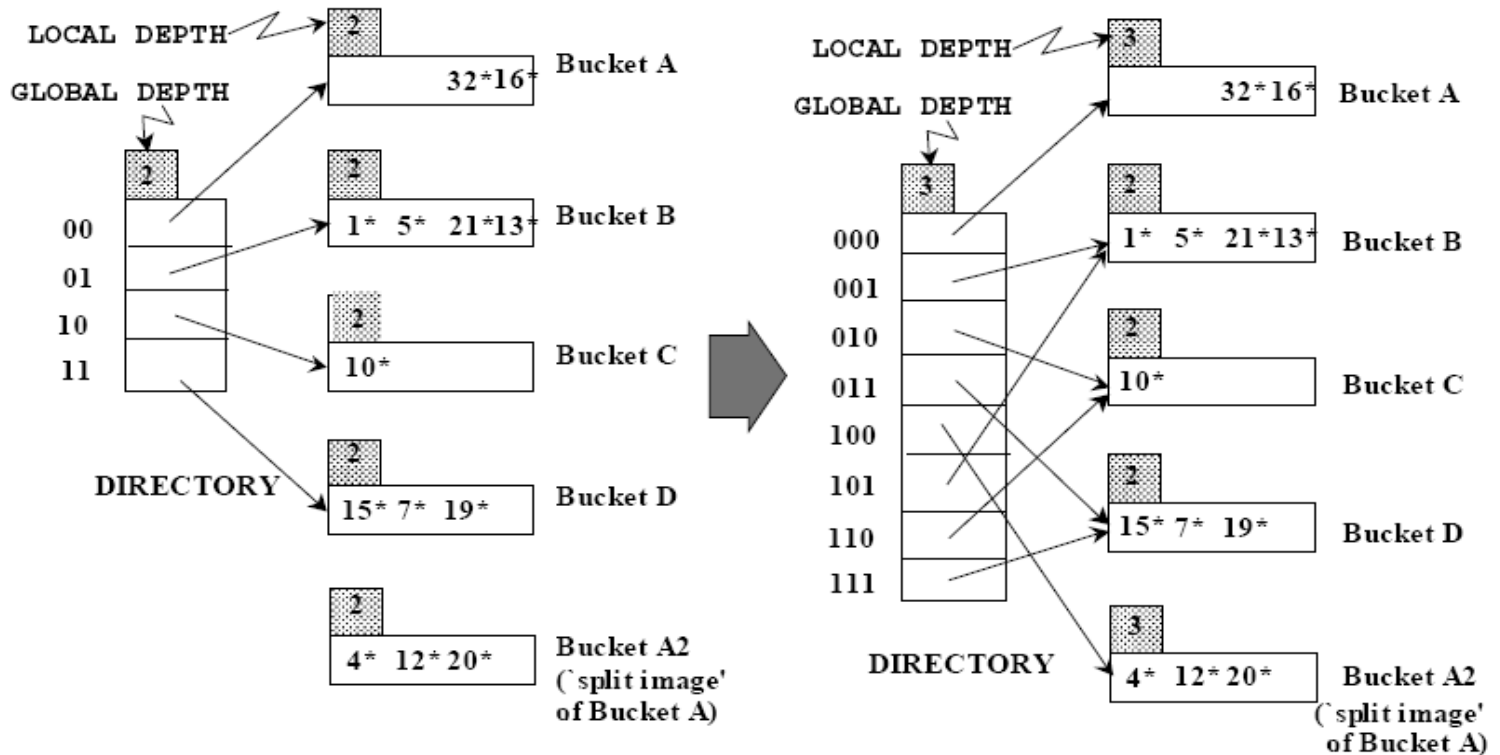 LOCAL DEPTH
GLOBAL DEPTH
2
00
01
10
11
DIRECTORY
2
32*16*
Bucket A
2
1* 5* 21*13*
Bucket B
2
10*
Bucket C
2
15* 7* 19*
Bucket D
2
4* 12*20*
Bucket A2
(`split image'
of Bucket A)
LOCAL DEPTH
GLOBAL DEPTH
3
000
001
010
011
100
101
110
111
DIRECTORY
3
32*16*
Bucket A
2
1* 5* 21*13*
Bucket B
2
10*
Bucket C
2
15* 7* 19*
Bucket D
3
4* 12*20*
Bucket A2
(`split image'
of Bucket A)